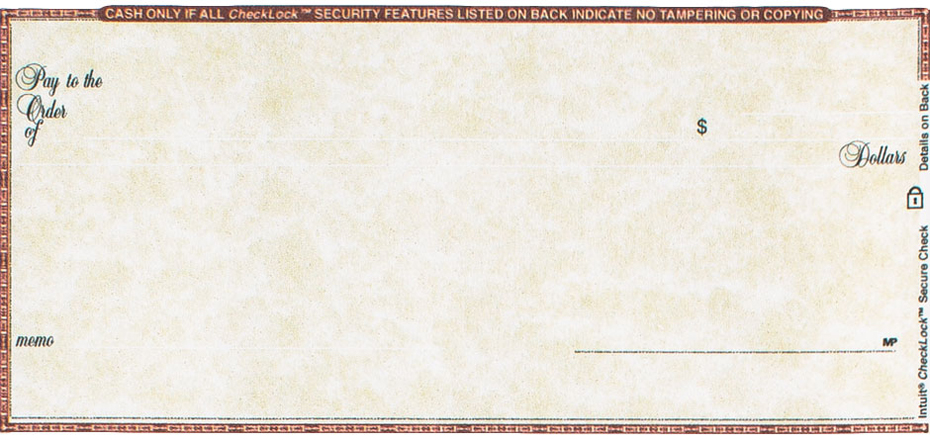 CASH ONLY IF ALL CheckLock™ SECURITY FEATURES LISTED ON BACK INDICATE NO TAMPERING OR COPYING
Pay to the
Order
of
$
Dollars
memo
MP
Intuit® CheckLock™ Secure Check Details on Back